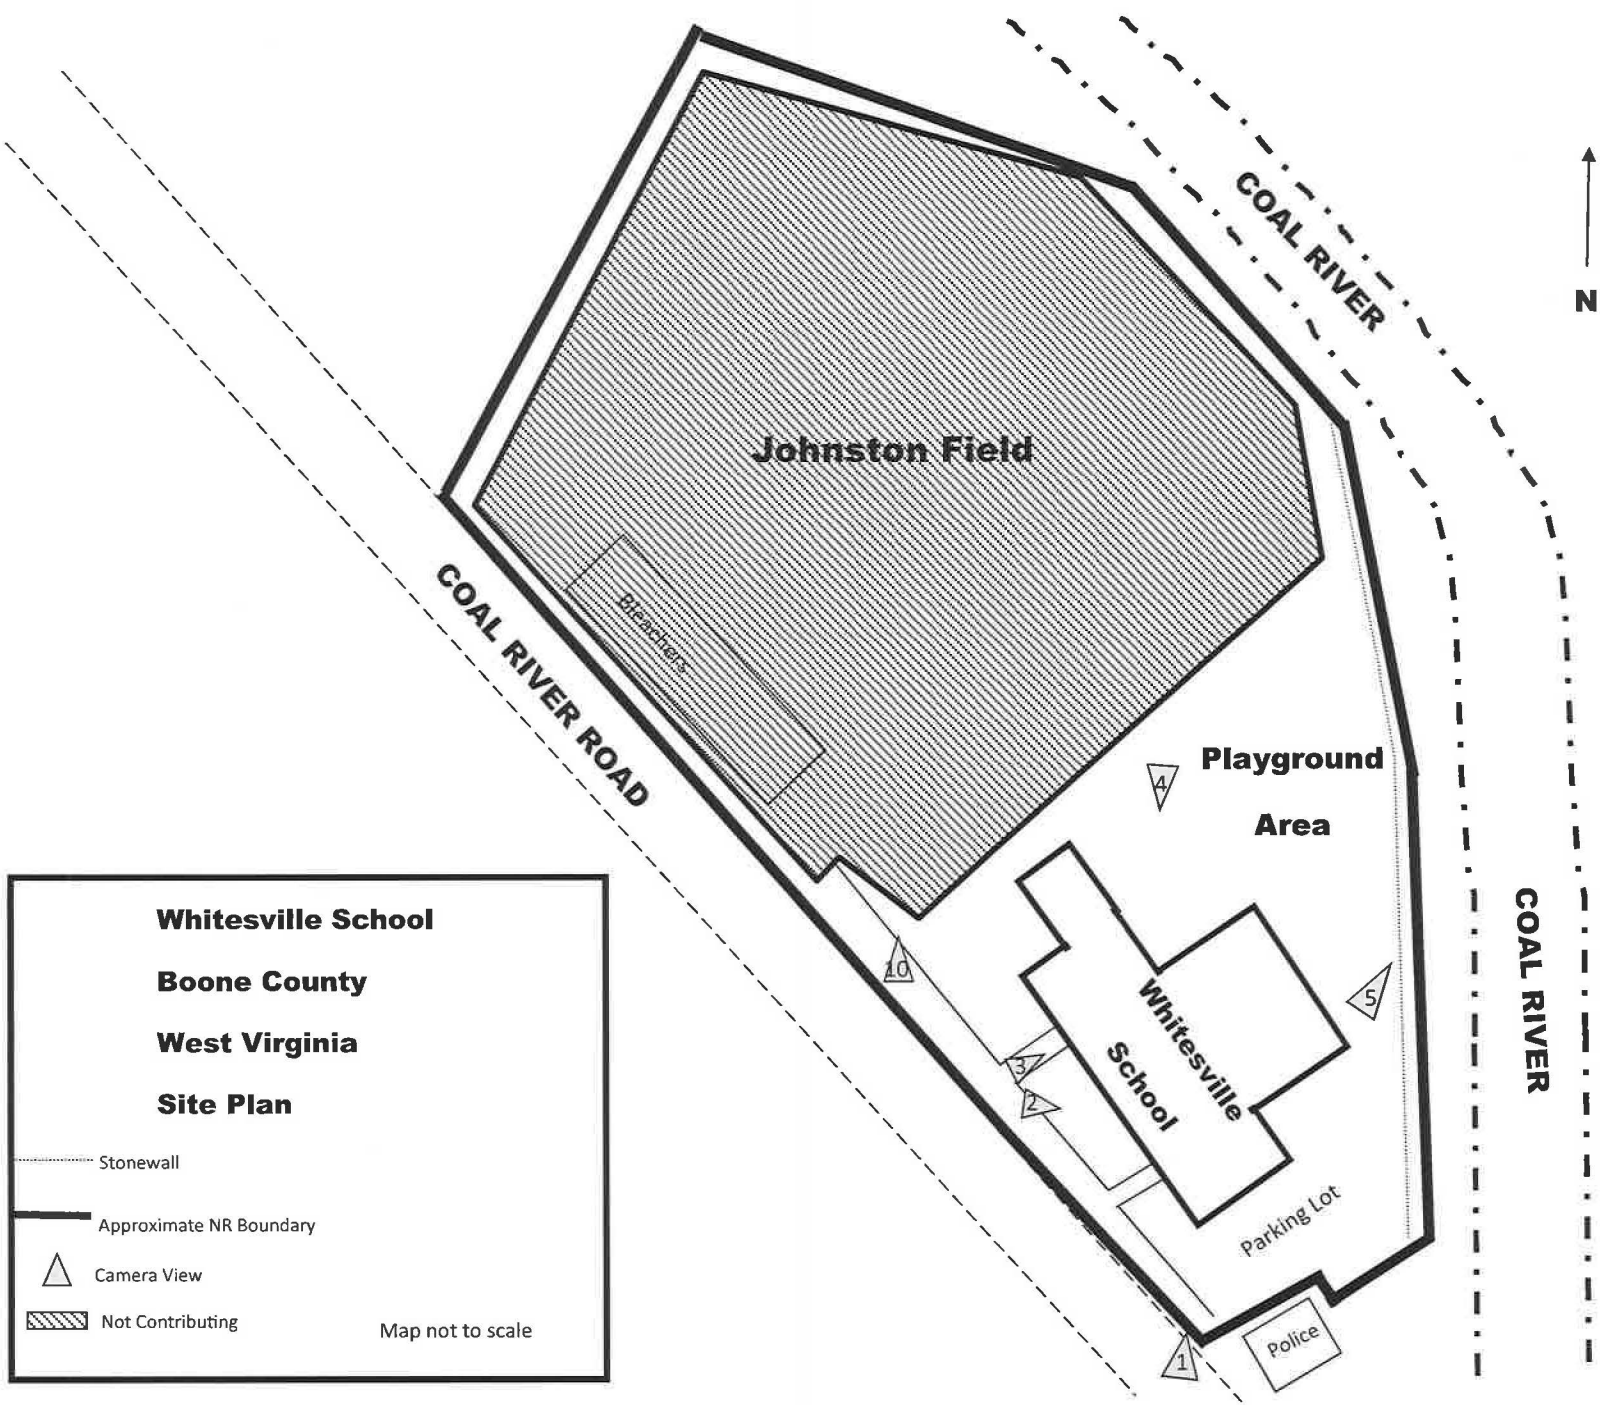 COAL RIVER
N
Johnston Field
Bleachers
COAL RIVER ROAD
Playground
Area
4
10
5
3
2
Whitesville
School
COAL RIVER
Parking Lot
Police
1
Whitesville School
Boone County
West Virginia
Site Plan
Stonewall
Approximate NR Boundary
Camera View
Not Contributing
Map not to scale